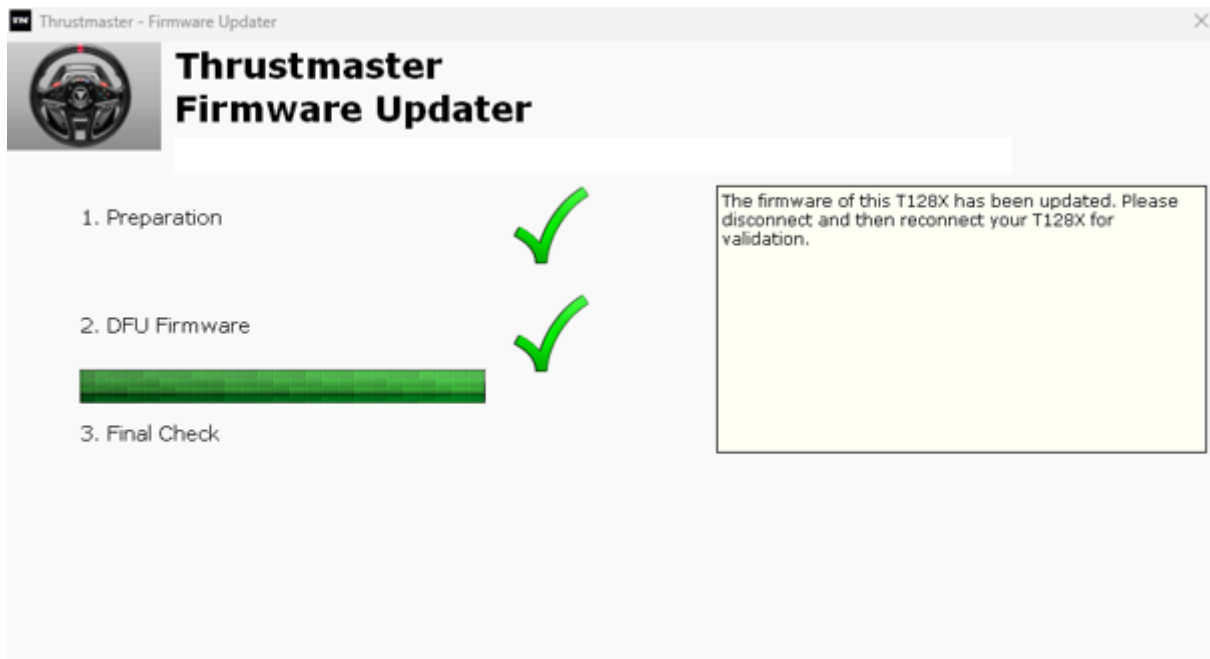 Thrustmaster - Firmware Updater
Thrustmaster
Firmware Updater
1. Preparation
The firmware of this T128X has been updated. Please
disconnect and then reconnect your T128X for
validation.
2. DFU Firmware
3. Final Check